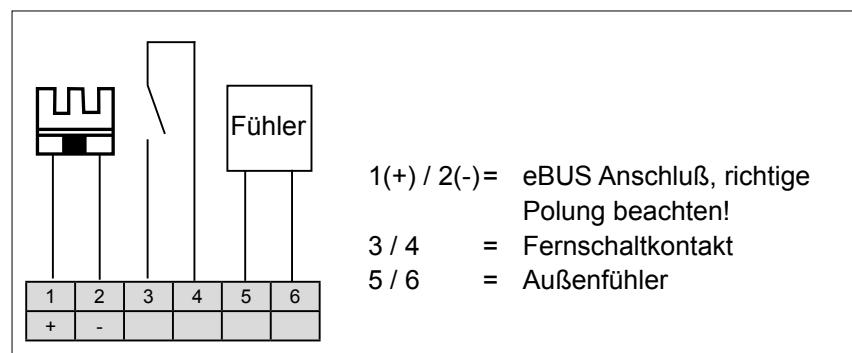 Fühler
1(+) / 2(-)= eBUS Anschluß, richtige
Polung beachten!
3 / 4 = Fernschaltkontakt
5 / 6 = Außenfühler
1 2 3 4 5 6
+ -